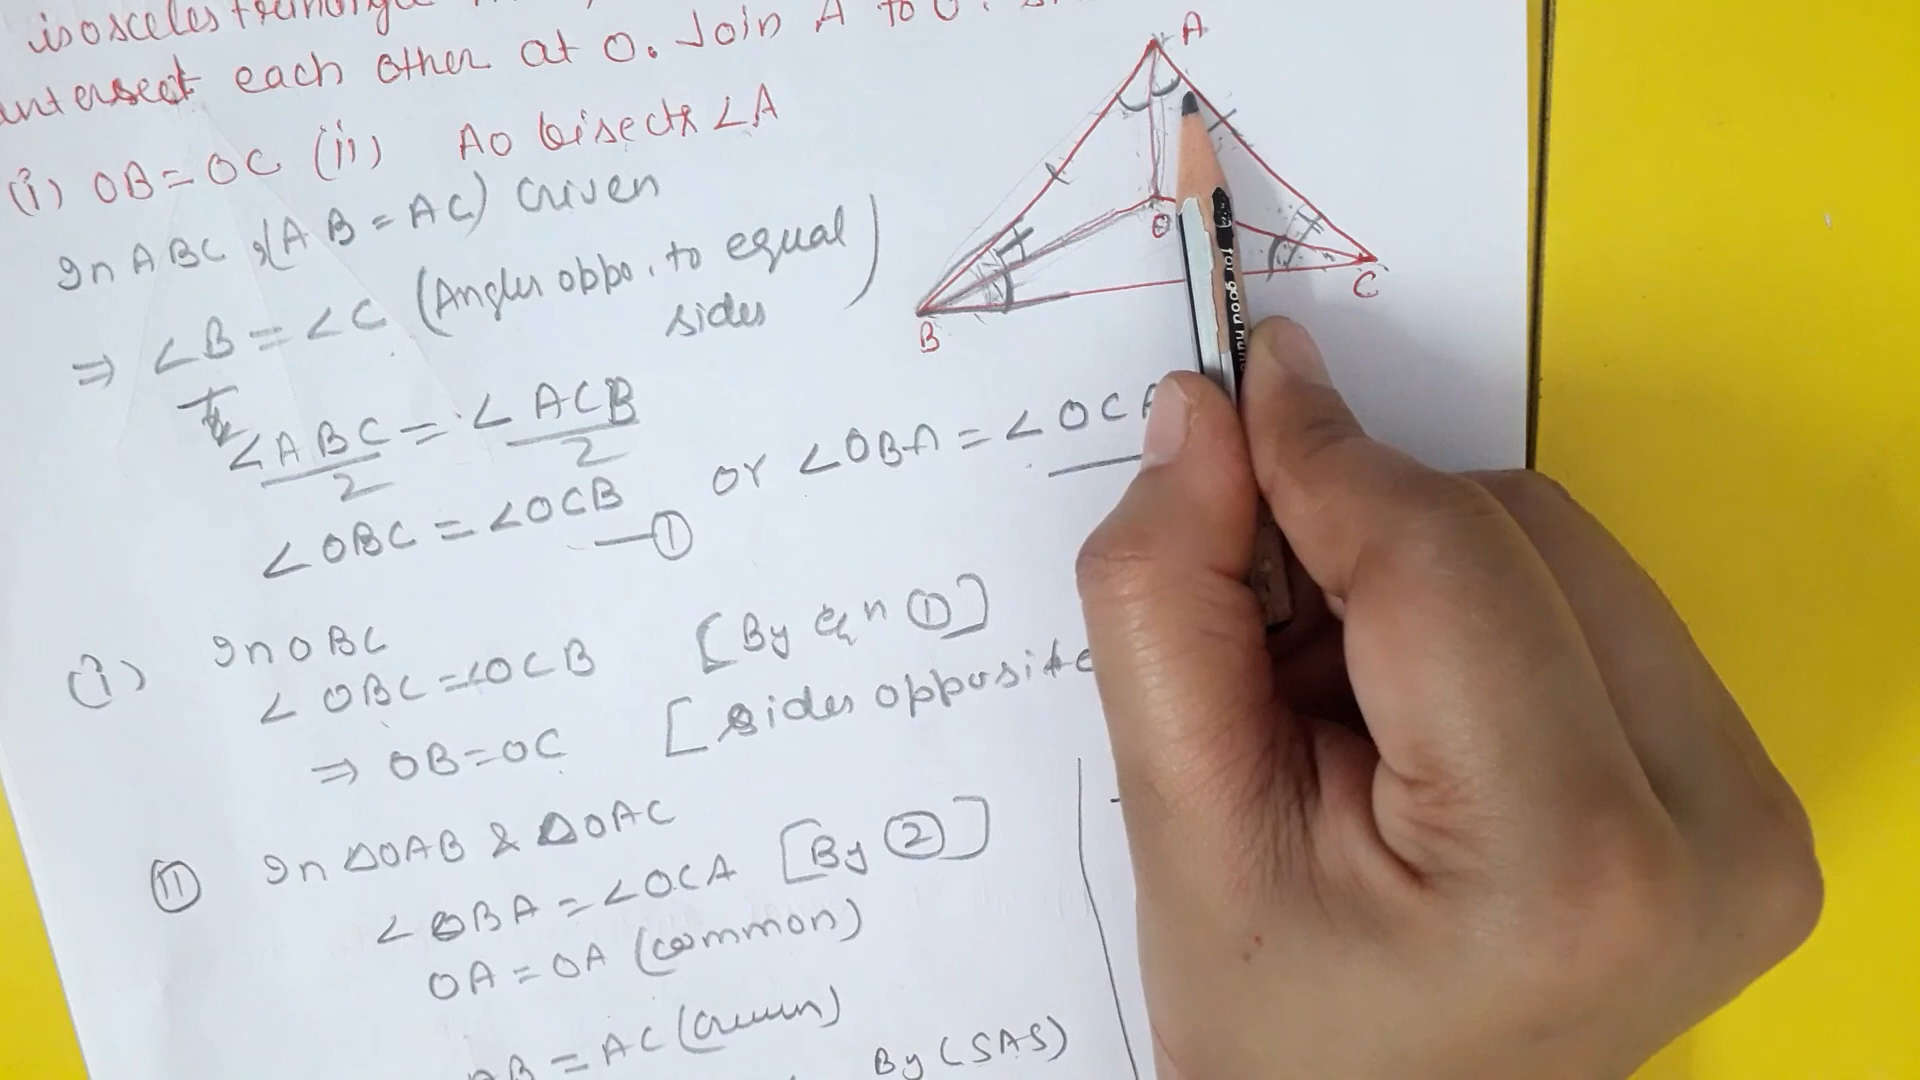 isosceles triangle
intersect each other at O. Join A to O.
(i) OB=OC (ii) AO bisects ∠A
In ABC, (AB=AC) Given
⇒ ∠B=∠C (Angles oppo. to equal sides)
∠ABC/2 = ∠ACB/2
∠OBC = ∠OCB —① or ∠OBA = ∠OCA
(i) In OBC
∠OBC=∠OCB [By eqn ①]
⇒ OB=OC [sides opposite
(ii) In △OAB & △OAC
∠OBA=∠OCA [By ②]
OA=OA (common)
AB=AC (Given)
By (SAS)
A
B
C
O
for good